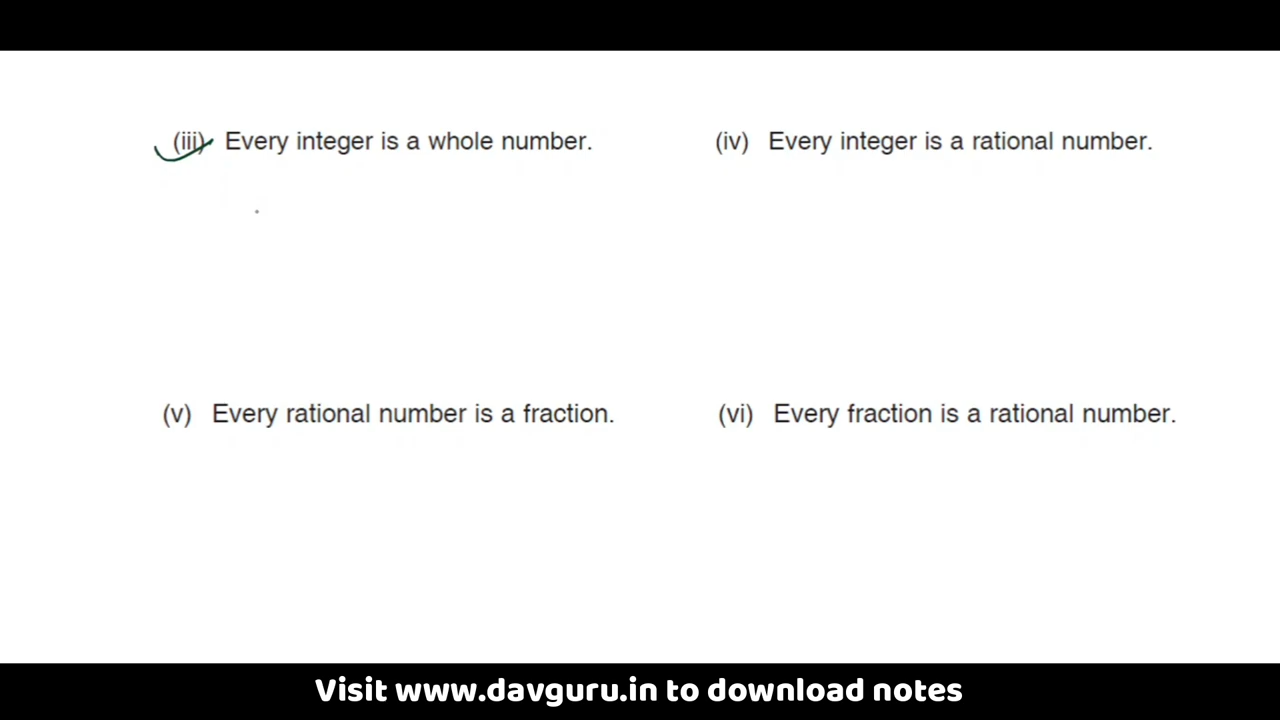 (iii) Every integer is a whole number.
(iv) Every integer is a rational number.
(v) Every rational number is a fraction.
(vi) Every fraction is a rational number.
Visit www.davguru.in to download notes